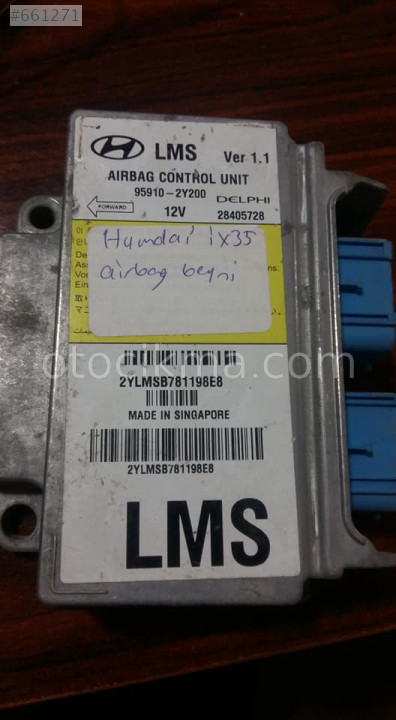 #661271
LMS Ver 1.1
AIRBAG CONTROL UNIT
95910-2Y200 DELPHI
FORWARD 12V 28405728
Humdai ix35
airbag beyni
otocikma.com
2YLMSB781198E8
MADE IN SINGAPORE
2YLMSB781198E8
LMS